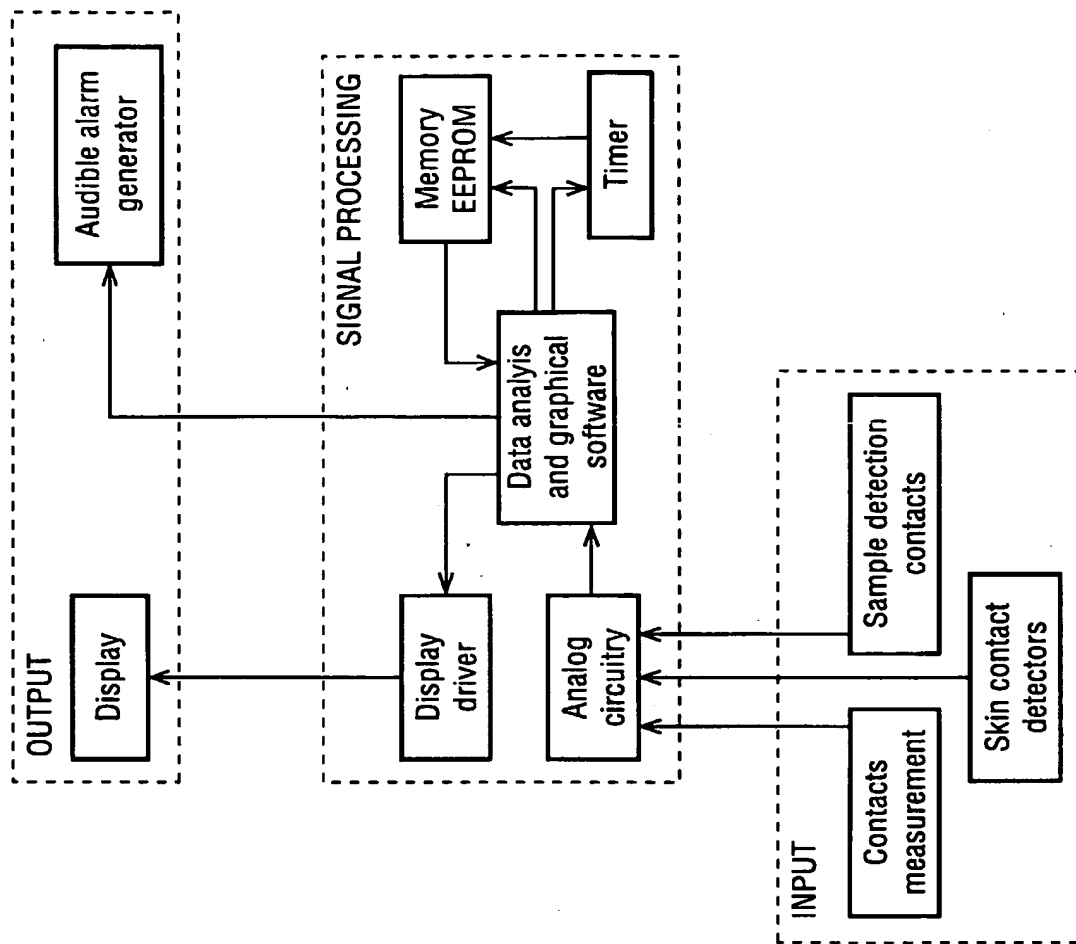 OUTPUT
Display
Audible alarm
generator
SIGNAL PROCESSING
Display
driver
Memory
EEPROM
Analog
circuitry
Data analyis
and graphical
software
Timer
INPUT
Contacts
measurement
Sample detection
contacts
Skin contact
detectors